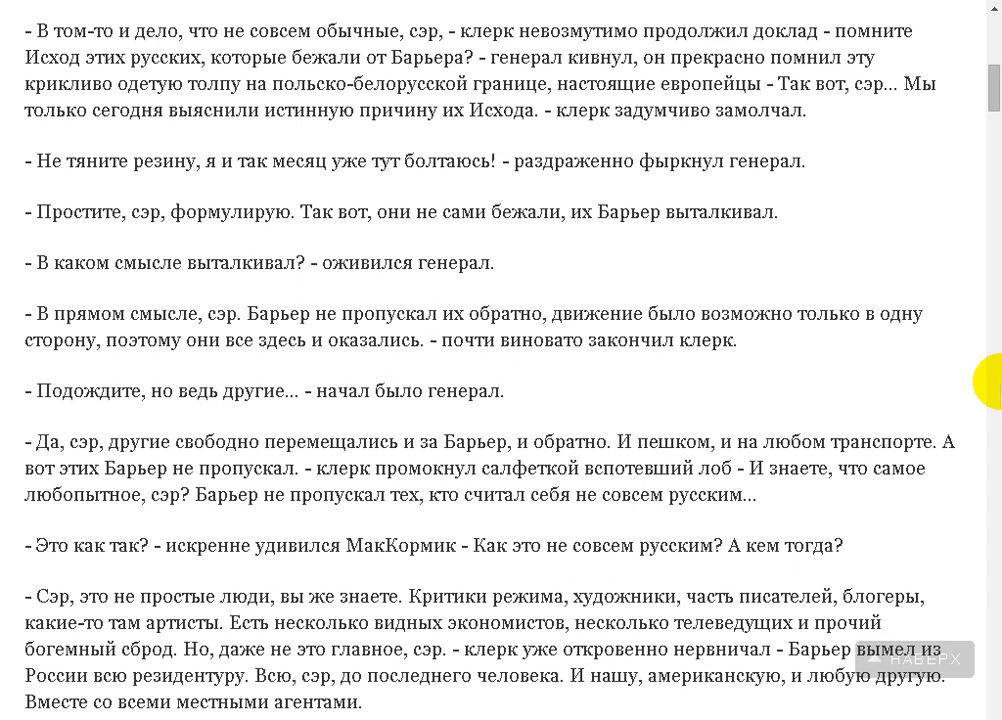 - В том-то и дело, что не совсем обычные, сэр, - клерк невозмутимо продолжил доклад - помните
Исход этих русских, которые бежали от Барьера? - генерал кивнул, он прекрасно помнил эту
крикливо одетую толпу на польско-белорусской границе, настоящие европейцы - Так вот, сэр... Мы
только сегодня выяснили истинную причину их Исхода. - клерк задумчиво замолчал.
- Не тяните резину, я и так месяц уже тут болтаюсь! - раздраженно фыркнул генерал.
- Простите, сэр, формулирую. Так вот, они не сами бежали, их Барьер выталкивал.
- В каком смысле выталкивал? - оживился генерал.
- В прямом смысле, сэр. Барьер не пропускал их обратно, движение было возможно только в одну
сторону, поэтому они все здесь и оказались. - почти виновато закончил клерк.
- Подождите, но ведь другие... - начал было генерал.
- Да, сэр, другие свободно перемещались и за Барьер, и обратно. И пешком, и на любом транспорте. А
вот этих Барьер не пропускал. - клерк промокнул салфеткой вспотевший лоб - И знаете, что самое
любопытное, сэр? Барьер не пропускал тех, кто считал себя не совсем русским...
- Это как так? - искренне удивился МакКормик - Как это не совсем русским? А кем тогда?
- Сэр, это не простые люди, вы же знаете. Критики режима, художники, часть писателей, блогеры,
какие-то там артисты. Есть несколько видных экономистов, несколько телеведущих и прочий
богемный сброд. Но, даже не это главное, сэр. - клерк уже откровенно нервничал - Барьер вымел из
НАВЕРХ
России всю резидентуру. Всю, сэр, до последнего человека. И нашу, американскую, и любую другую.
Вместе со всеми местными агентами.